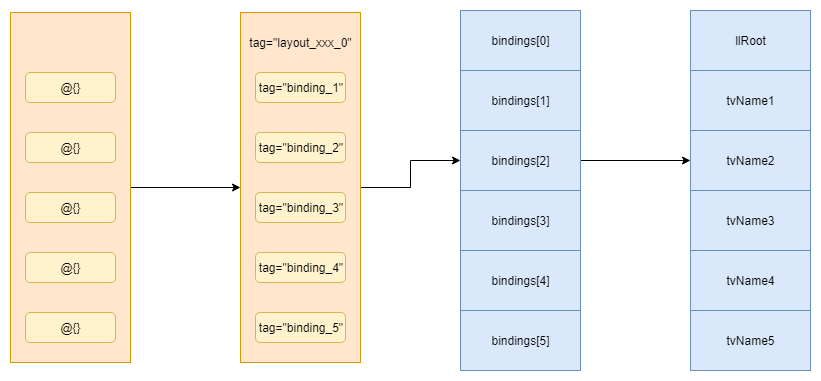 @{}
@{}
@{}
@{}
@{}
tag="layout_xxx_0"
tag="binding_1"
tag="binding_2"
tag="binding_3"
tag="binding_4"
tag="binding_5"
bindings[0]
bindings[1]
bindings[2]
bindings[3]
bindings[4]
bindings[5]
llRoot
tvName1
tvName2
tvName3
tvName4
tvName5